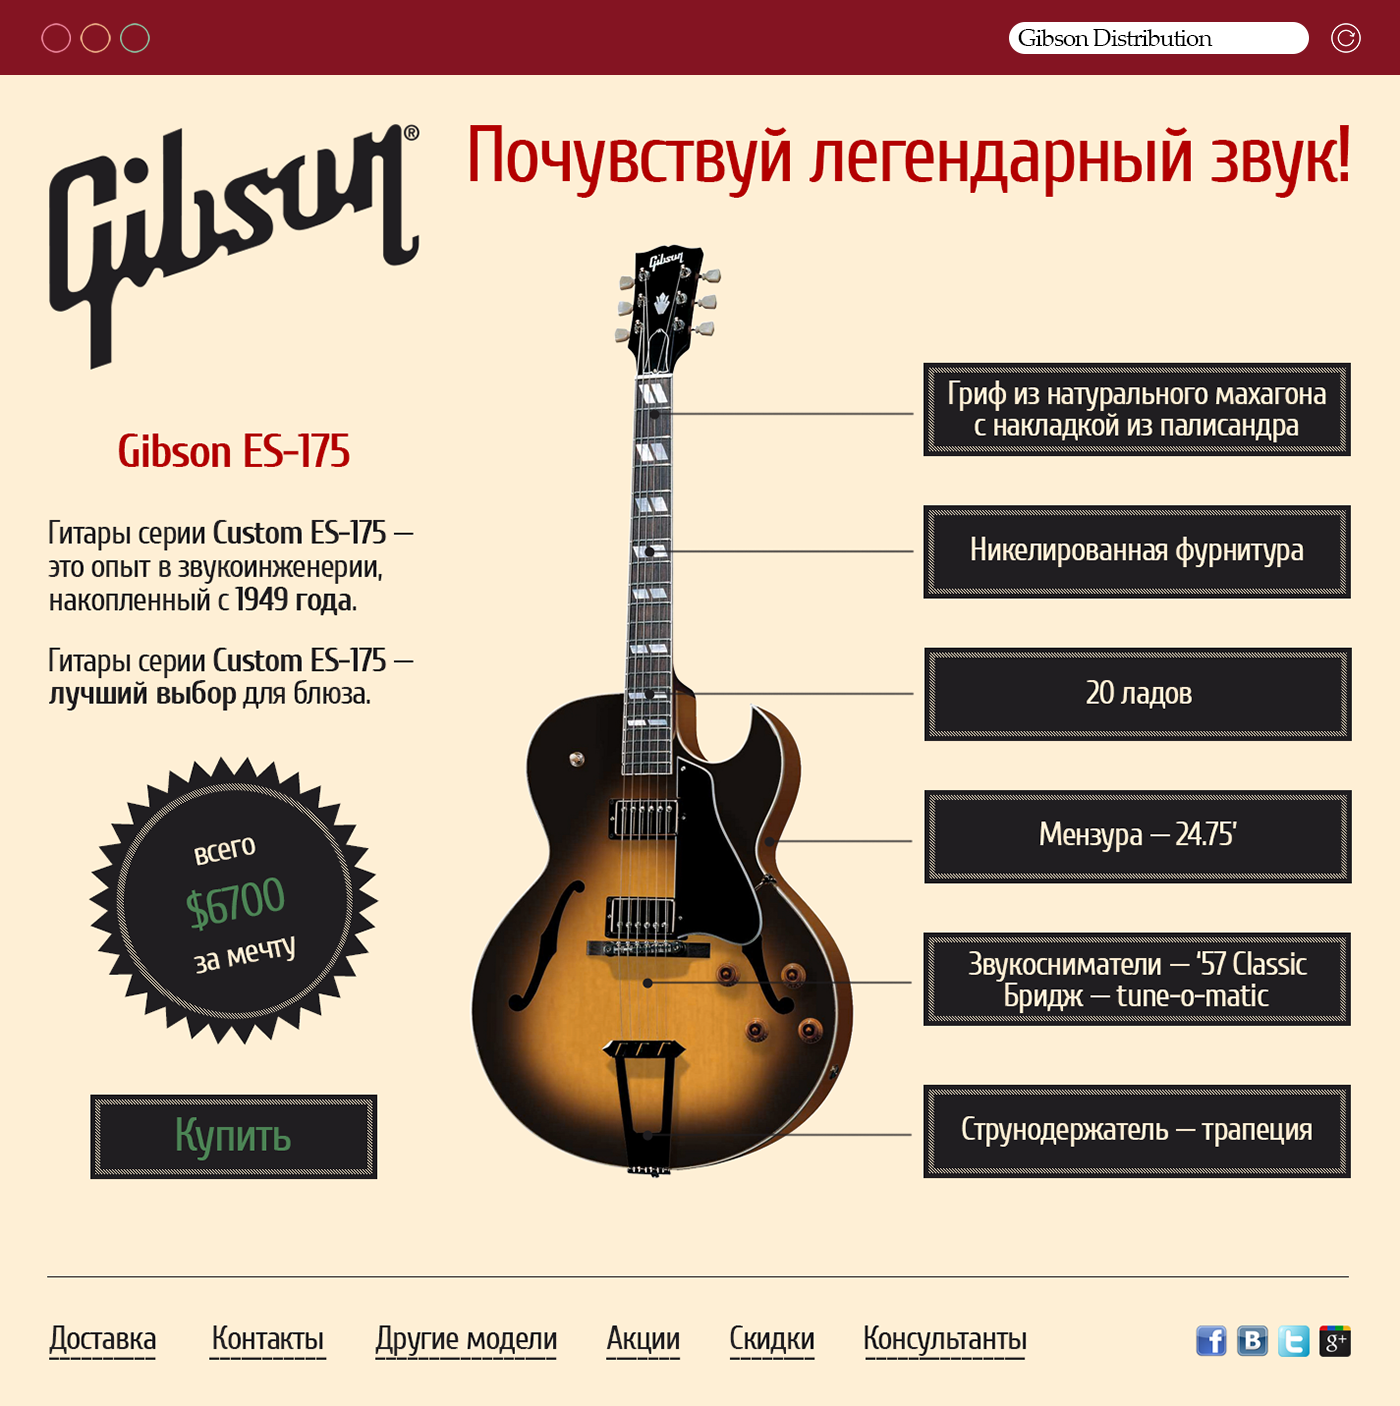 Gibson Distribution
Gibson®
Почувствуй легендарный звук!
Gibson
Gibson ES-175
Гитары серии Custom ES-175 —
это опыт в звукоинженерии,
накопленный с 1949 года.
Гитары серии Custom ES-175 —
лучший выбор для блюза.
всего
$6700
за мечту
Купить
Гриф из натурального махагона
с накладкой из палисандра
Никелированная фурнитура
20 ладов
Мензура — 24.75’
Звукосниматели — ‘57 Classic
Бридж — tune-o-matic
Струнодержатель — трапеция
Доставка
Контакты
Другие модели
Акции
Скидки
Консультанты
f
B
t
g+